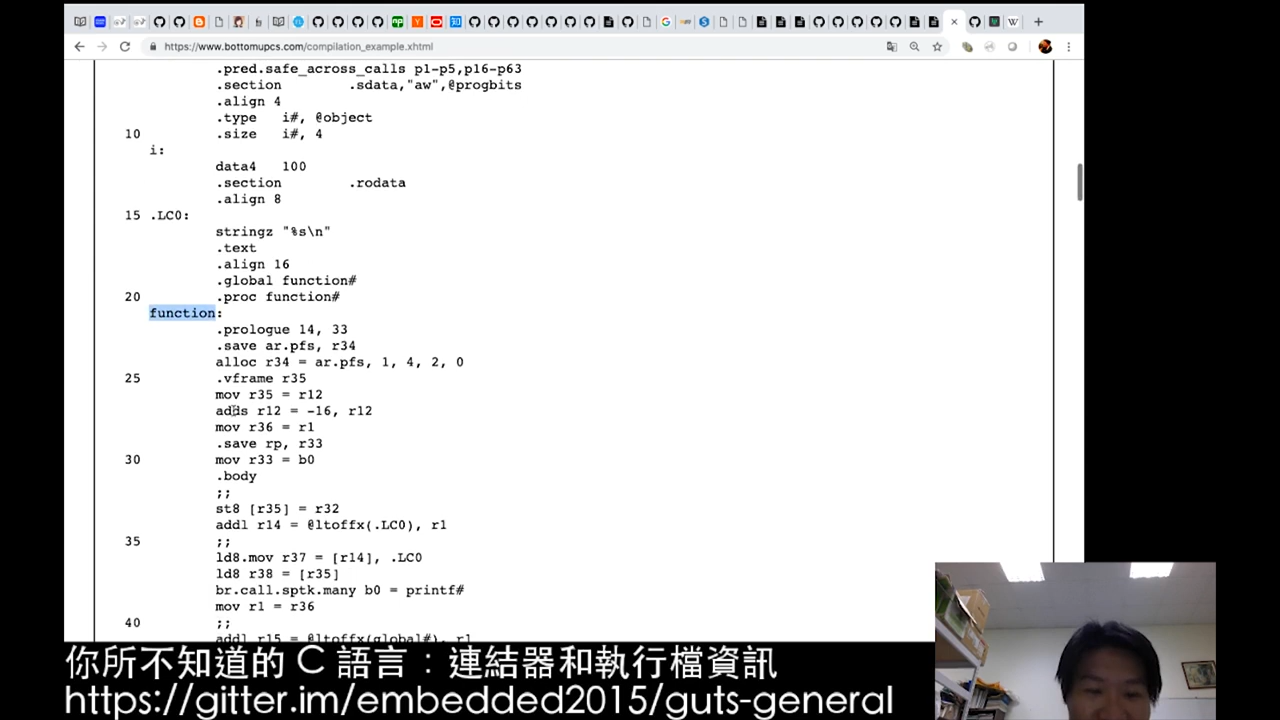 https://www.bottomupcs.com/compilation_example.xhtml
.pred.safe_across_calls p1-p5,p16-p63
.section .sdata,"aw",@progbits
.align 4
.type i#, @object
10 .size i#, 4
i:
data4 100
.section .rodata
.align 8
15 .LC0:
stringz "%s\n"
.text
.align 16
.global function#
20 .proc function#
function:
.prologue 14, 33
.save ar.pfs, r34
alloc r34 = ar.pfs, 1, 4, 2, 0
25 .vframe r35
mov r35 = r12
adds r12 = -16, r12
mov r36 = r1
.save rp, r33
30 mov r33 = b0
.body
;;
st8 [r35] = r32
addl r14 = @ltoffx(.LC0), r1
35 ;;
ld8.mov r37 = [r14], .LC0
ld8 r38 = [r35]
br.call.sptk.many b0 = printf#
mov r1 = r36
40 ;;
addl r15 = @ltoffx(global#), r1
你所不知道的 C 語言：連結器和執行檔資訊
https://gitter.im/embedded2015/guts-general